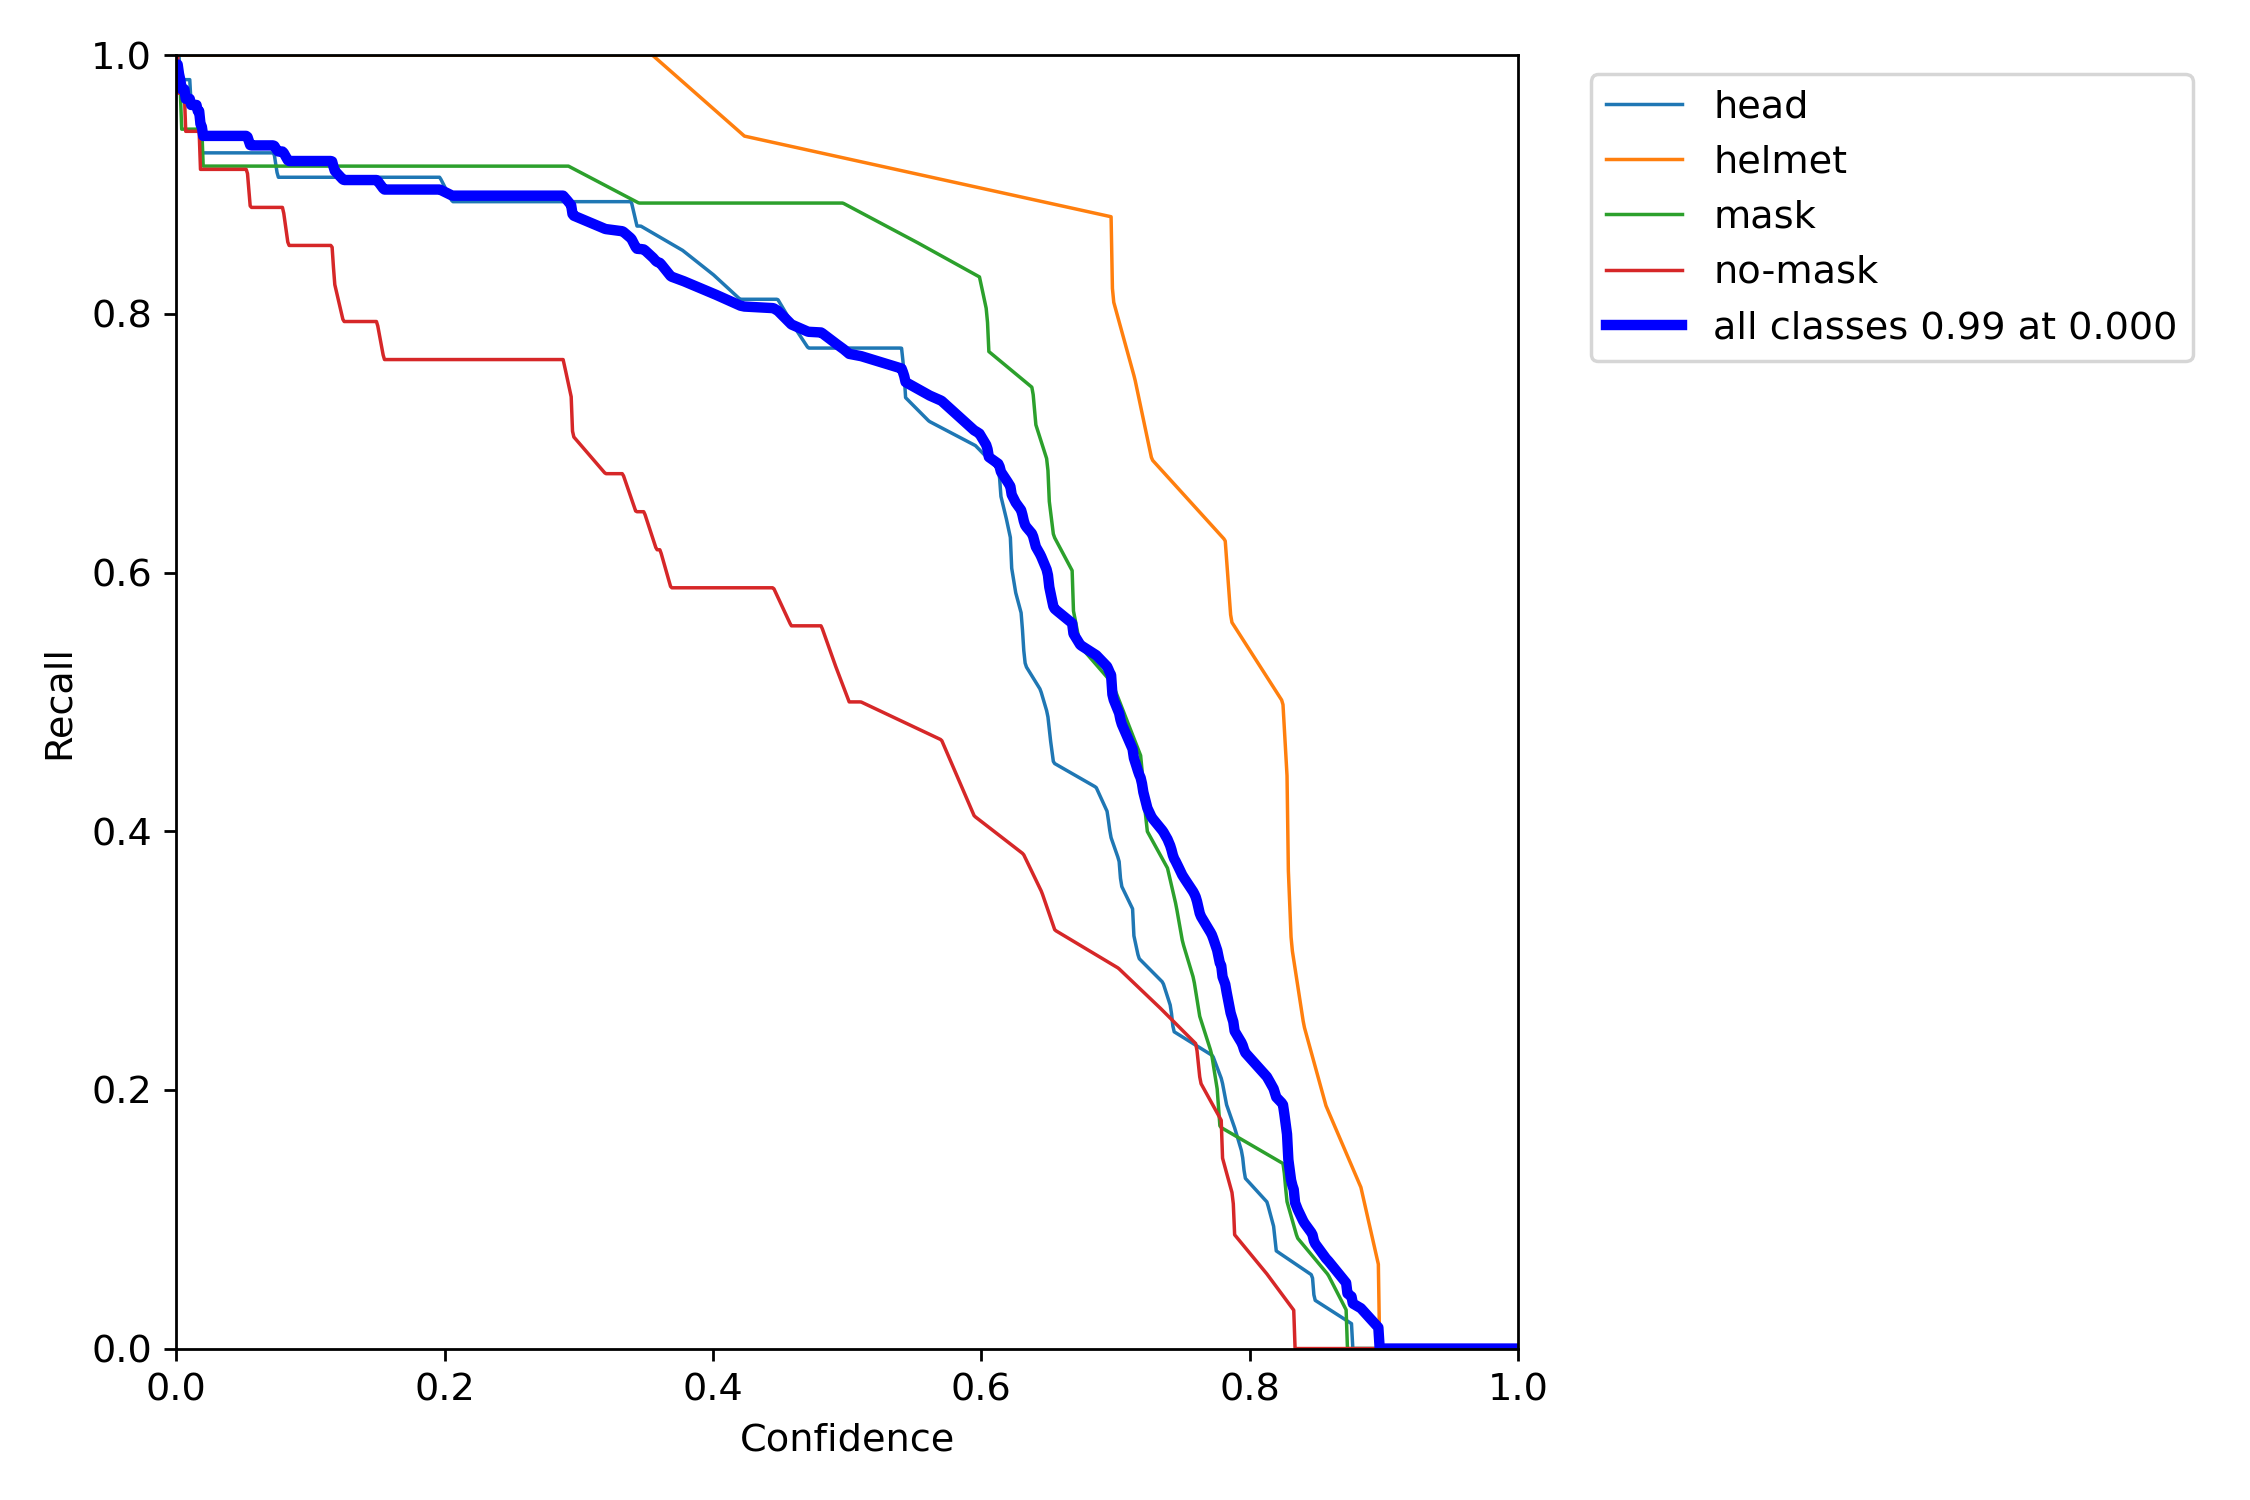 1.0
0.8
0.6
0.4
0.2
0.0
Recall
0.0 0.2 0.4 0.6 0.8 1.0
Confidence
head
helmet
mask
no-mask
all classes 0.99 at 0.000